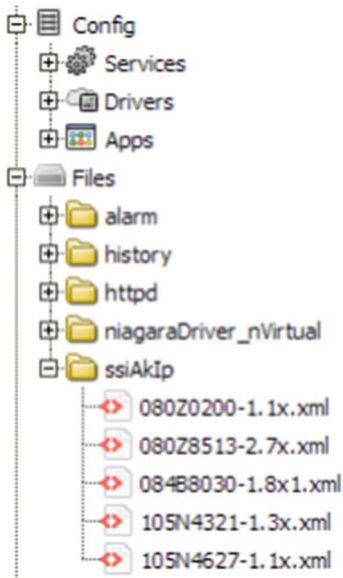 Config
Services
Drivers
Apps
Files
alarm
history
httpd
niagaraDriver_nVirtual
ssiAkIp
080Z0200-1.1x.xml
080Z8513-2.7x.xml
084B8030-1.8x1.xml
105N4321-1.3x.xml
105N4627-1.1x.xml